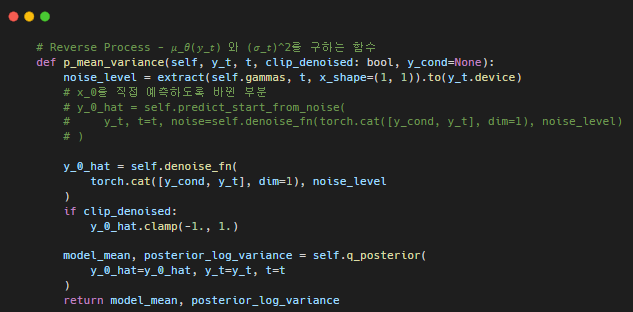 # Reverse Process - 𝜇_𝜃(𝑦_𝑡) 와 (𝜎_𝑡)^2를 구하는 함수
def p_mean_variance(self, y_t, t, clip_denoised: bool, y_cond=None):
noise_level = extract(self.gammas, t, x_shape=(1, 1)).to(y_t.device)
# x_0를 직접 예측하도록 바뀐 부분
# y_0_hat = self.predict_start_from_noise(
#     y_t, t=t, noise=self.denoise_fn(torch.cat([y_cond, y_t], dim=1), noise_level)
# )
y_0_hat = self.denoise_fn(
torch.cat([y_cond, y_t], dim=1), noise_level
)
if clip_denoised:
y_0_hat.clamp(-1., 1.)
model_mean, posterior_log_variance = self.q_posterior(
y_0_hat=y_0_hat, y_t=y_t, t=t
)
return model_mean, posterior_log_variance